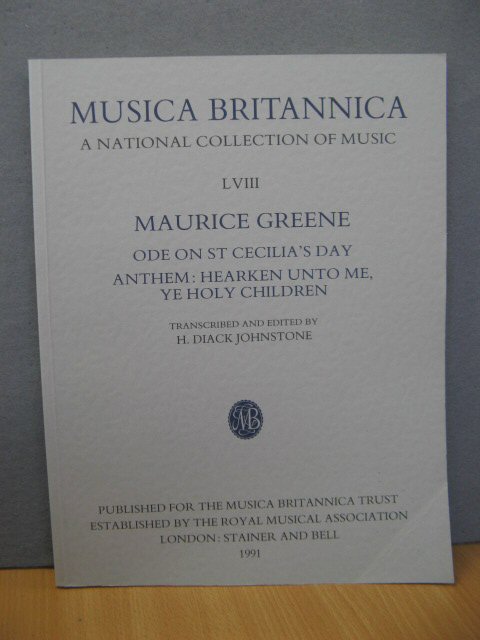 MUSICA BRITANNICA
A NATIONAL COLLECTION OF MUSIC
LVIII
MAURICE GREENE
ODE ON ST CECILIA'S DAY
ANTHEM: HEARKEN UNTO ME,
YE HOLY CHILDREN
TRANSCRIBED AND EDITED BY
H. DIACK JOHNSTONE
MB
PUBLISHED FOR THE MUSICA BRITANNICA TRUST
ESTABLISHED BY THE ROYAL MUSICAL ASSOCIATION
LONDON: STAINER AND BELL
1991